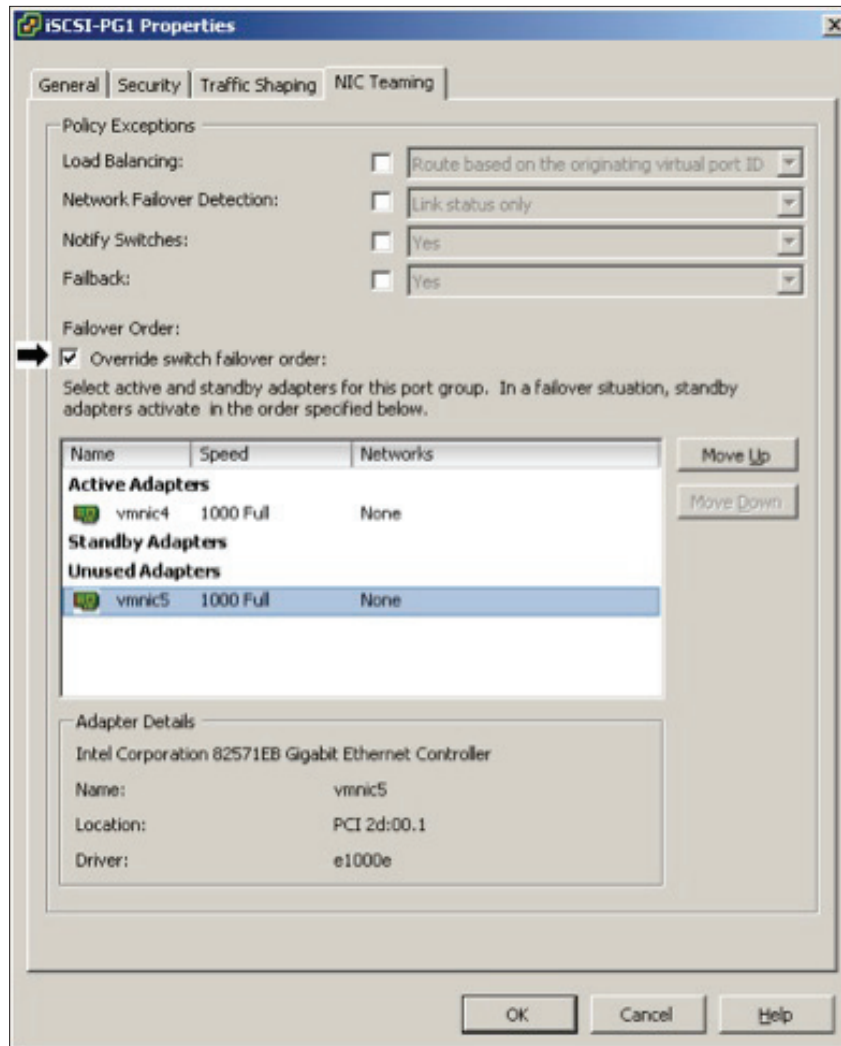 iSCSI-PG1 Properties
General Security Traffic Shaping NIC Teaming
Policy Exceptions
Load Balancing: Route based on the originating virtual port ID
Network Failover Detection: Link status only
Notify Switches: Yes
Failback: Yes
Failover Order:
Override switch failover order:
Select active and standby adapters for this port group. In a failover situation, standby
adapters activate in the order specified below.
Name Speed Networks
Move Up
Active Adapters
vmnic4 1000 Full None
Move Down
Standby Adapters
Unused Adapters
vmnic5 1000 Full None
Adapter Details
Intel Corporation 82571EB Gigabit Ethernet Controller
Name: vmnic5
Location: PCI 2d:00.1
Driver: e1000e
OK Cancel Help